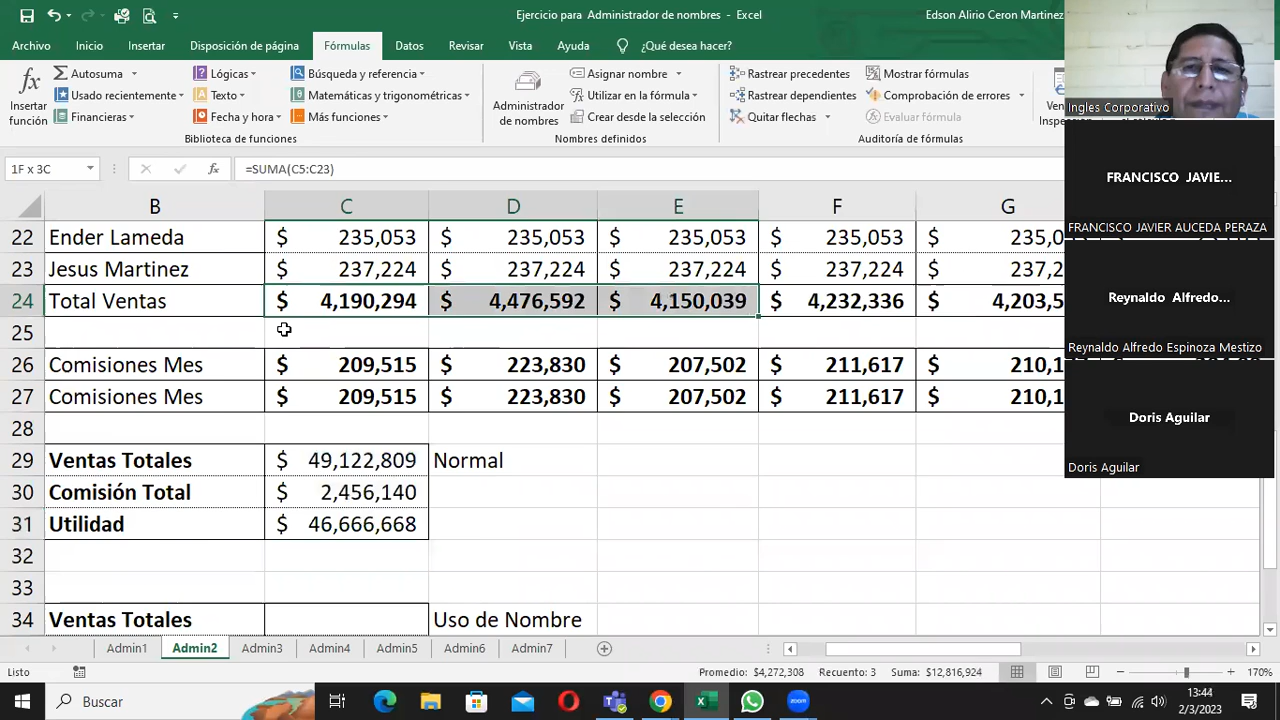 Ejercicio para Administrador de nombres - Excel
Edson Alirio Ceron Martinez
Archivo Inicio Insertar Disposición de página Fórmulas Datos Revisar Vista Ayuda ¿Qué desea hacer?
Insertar función
Autosuma
Usado recientemente
Financieras
Lógicas
Texto
Fecha y hora
Búsqueda y referencia
Matemáticas y trigonométricas
Más funciones
Biblioteca de funciones
Administrador de nombres
Asignar nombre
Utilizar en la fórmula
Crear desde la selección
Nombres definidos
Rastrear precedentes
Rastrear dependientes
Quitar flechas
Mostrar fórmulas
Comprobación de errores
Evaluar fórmula
Auditoría de fórmulas
1F x 3C fx =SUMA(C5:C23)
B C D E F G
22 Ender Lameda $ 235,053 $ 235,053 $ 235,053 $ 235,053 $
23 Jesus Martinez $ 237,224 $ 237,224 $ 237,224 $ 237,224 $
24 Total Ventas $ 4,190,294 $ 4,476,592 $ 4,150,039 $ 4,232,336 $
25
26 Comisiones Mes $ 209,515 $ 223,830 $ 207,502 $ 211,617 $
27 Comisiones Mes $ 209,515 $ 223,830 $ 207,502 $ 211,617 $
28
29 Ventas Totales $ 49,122,809 Normal
30 Comisión Total $ 2,456,140
31 Utilidad $ 46,666,668
32
33
34 Ventas Totales Uso de Nombre
Admin1 Admin2 Admin3 Admin4 Admin5 Admin6 Admin7
Listo
Promedio: $4,272,308 Recuento: 3 Suma: $12,816,924
170%
Buscar
13:44
2/3/2023
Ingles Corporativo
FRANCISCO JAVIE...
FRANCISCO JAVIER AUCEDA PERAZA
Reynaldo Alfredo...
Reynaldo Alfredo Espinoza Mestizo
Doris Aguilar
Doris Aguilar